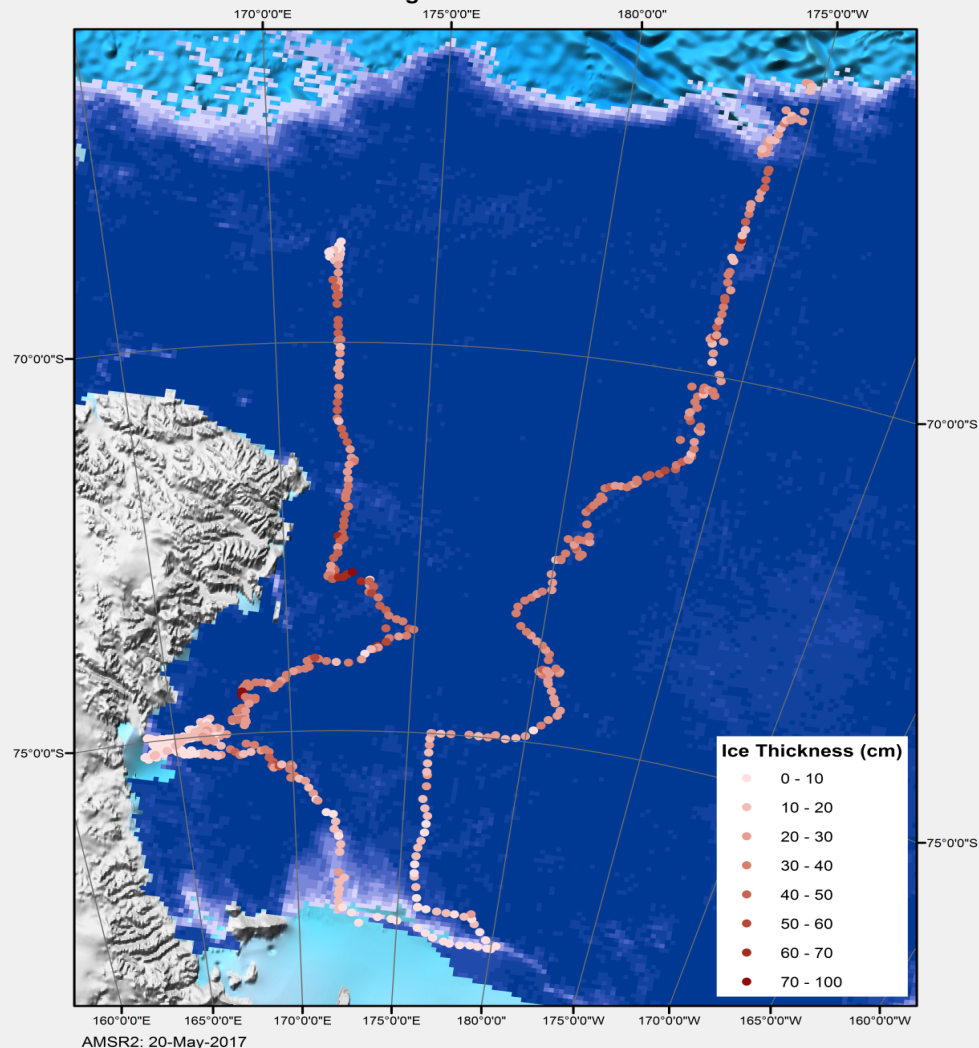 170°0'0"E 175°0'0"E 180°0'0" 175°0'0"W
70°0'0"S
70°0'0"S
75°0'0"S
75°0'0"S
Ice Thickness (cm)
0 - 10
10 - 20
20 - 30
30 - 40
40 - 50
50 - 60
60 - 70
70 - 100
160°0'0"E 165°0'0"E 170°0'0"E 175°0'0"E 180°0'0"E 175°0'0"W 170°0'0"W 165°0'0"W 160°0'0"W
AMSR2: 20-May-2017